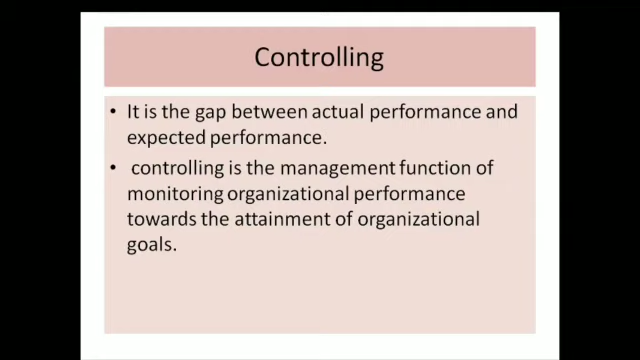 Controlling
• It is the gap between actual performance and
expected performance.
• controlling is the management function of
monitoring organizational performance
towards the attainment of organizational
goals.